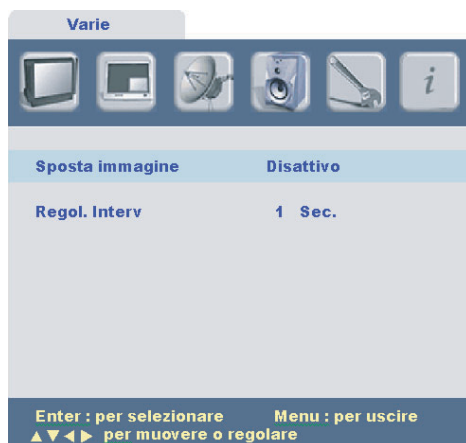 Varie
i
Sposta immagine Disattivo
Regol. Interv 1 Sec.
Enter : per selezionare Menu : per uscire
▲▼◀▶ per muovere o regolare